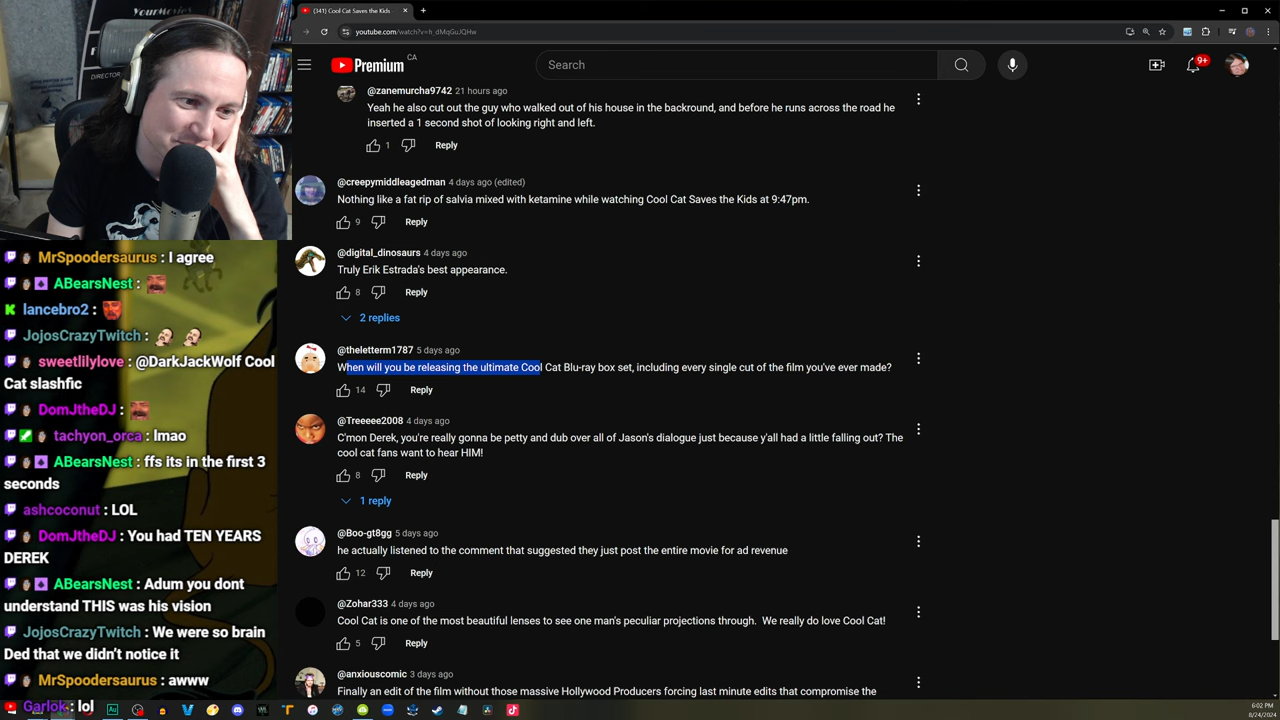 (341) Cool Cat Saves the Kids
youtube.com/watch?v=h_dMqGuJQHw
Premium CA
Search
9+
DIRECTOR
@zanemurcha9742 21 hours ago
Yeah he also cut out the guy who walked out of his house in the backround, and before he runs across the road he
inserted a 1 second shot of looking right and left.
1 Reply
@creepymiddleagedman 4 days ago (edited)
Nothing like a fat rip of salvia mixed with ketamine while watching Cool Cat Saves the Kids at 9:47pm.
9 Reply
@digital_dinosaurs 4 days ago
Truly Erik Estrada's best appearance.
8 Reply
2 replies
@theletterm1787 5 days ago
When will you be releasing the ultimate Cool Cat Blu-ray box set, including every single cut of the film you've ever made?
14 Reply
@Treeeee2008 4 days ago
C'mon Derek, you're really gonna be petty and dub over all of Jason's dialogue just because y'all had a little falling out? The
cool cat fans want to hear HIM!
8 Reply
1 reply
@Boo-gt8gg 5 days ago
he actually listened to the comment that suggested they just post the entire movie for ad revenue
12 Reply
@Zohar333 4 days ago
Cool Cat is one of the most beautiful lenses to see one man's peculiar projections through. We really do love Cool Cat!
5 Reply
@anxiouscomic 3 days ago
Finally an edit of the film without those massive Hollywood Producers forcing last minute edits that compromise the
MrSpoodersaurus : I agree
ABearsNest :
lancebro2 :
JojosCrazyTwitch :
sweetlilylove : @DarkJackWolf Cool
Cat slashfic
DomJtheDJ :
tachyon_orca : lmao
ABearsNest : ffs its in the first 3
seconds
ashcoconut : LOL
DomJtheDJ : You had TEN YEARS
DEREK
ABearsNest : Adum you dont
understand THIS was his vision
JojosCrazyTwitch : We were so brain
Ded that we didn't notice it
MrSpoodersaurus : awww
Garlok : lol
6:02 PM
8/24/2024